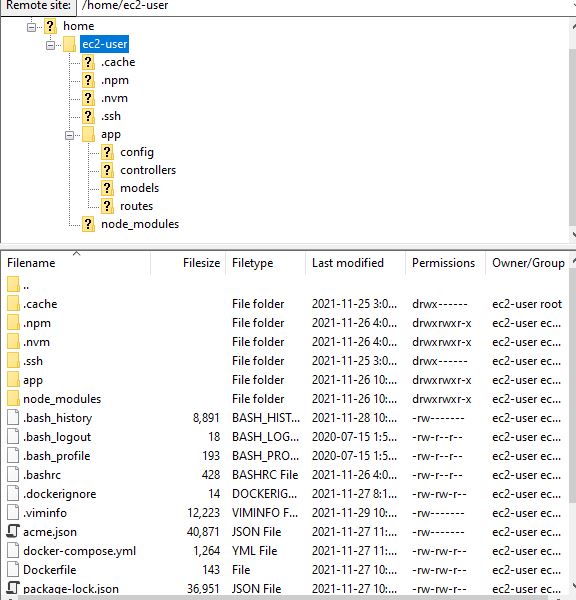 Remote site: /home/ec2-user
home
ec2-user
.cache
.npm
.nvm
.ssh
app
config
controllers
models
routes
node_modules
Filename Filesize Filetype Last modified Permissions Owner/Group
..
.cache File folder 2021-11-25 3:0... drwx------ ec2-user root
.npm File folder 2021-11-26 4:0... drwxrwxr-x ec2-user ec...
.nvm File folder 2021-11-26 4:0... drwxrwxr-x ec2-user ec...
.ssh File folder 2021-11-25 3:0... drwx------ ec2-user ec...
app File folder 2021-11-26 10:... drwxrwxr-x ec2-user ec...
node_modules File folder 2021-11-26 10:... drwxrwxr-x ec2-user ec...
.bash_history 8,891 BASH_HIST... 2021-11-28 10:... -rw------- ec2-user ec...
.bash_logout 18 BASH_LOG... 2020-07-15 1:5... -rw-r--r-- ec2-user ec...
.bash_profile 193 BASH_PRO... 2020-07-15 1:5... -rw-r--r-- ec2-user ec...
.bashrc 428 BASHRC File 2021-11-26 4:0... -rw-r--r-- ec2-user ec...
.dockerignore 14 DOCKERIG... 2021-11-27 8:1... -rw-rw-r-- ec2-user ec...
.viminfo 12,223 VIMINFO F... 2021-11-29 10:... -rw------- ec2-user ec...
acme.json 40,871 JSON File 2021-11-27 11:... -rw------- ec2-user ec...
docker-compose.yml 1,264 YML File 2021-11-27 11:... -rw-rw-r-- ec2-user ec...
Dockerfile 143 File 2021-11-27 11:... -rw-rw-r-- ec2-user ec...
package-lock.json 36,951 JSON File 2021-11-26 10:... -rw-rw-r-- ec2-user ec...